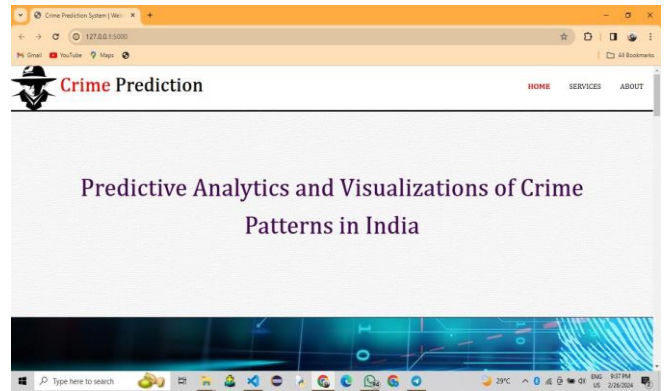 Crime Prediction System | Wel
127.0.0.1:5000
Gmail YouTube Maps
All Bookmarks
Crime Prediction
HOME SERVICES ABOUT
Predictive Analytics and Visualizations of Crime
Patterns in India
Type here to search
29°C
ENG 9:37 PM
US 2/26/2024